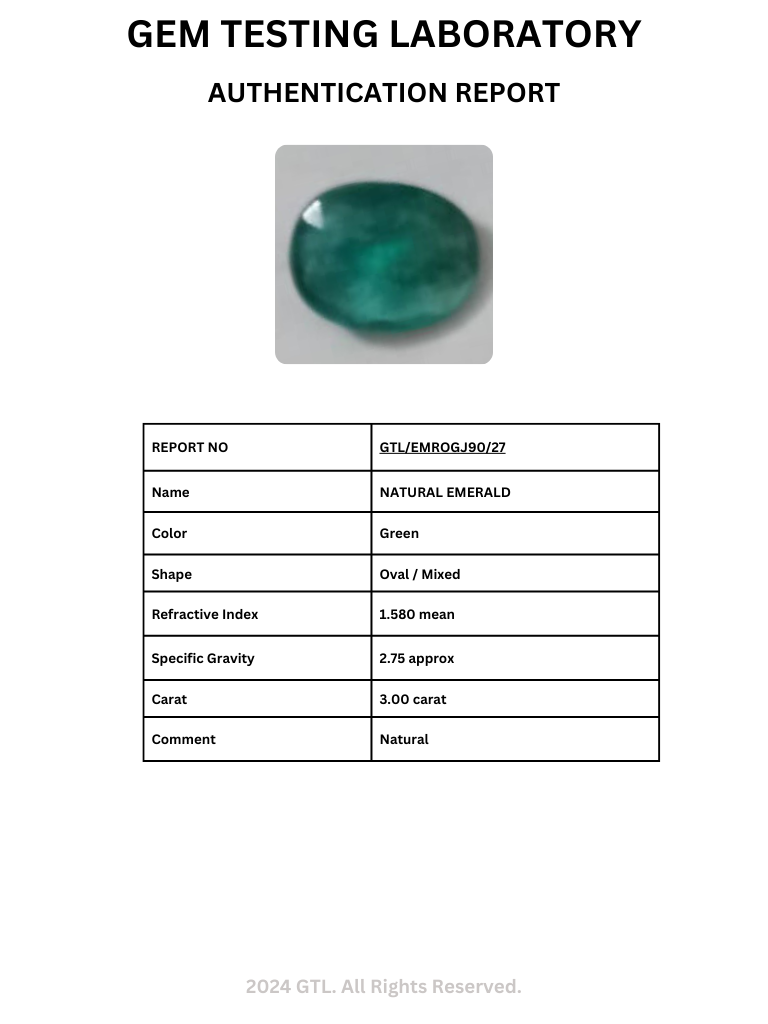 GEM TESTING LABORATORY
AUTHENTICATION REPORT
REPORT NO GTL/EMROGJ90/27
Name NATURAL EMERALD
Color Green
Shape Oval / Mixed
Refractive Index 1.580 mean
Specific Gravity 2.75 approx
Carat 3.00 carat
Comment Natural
2024 GTL. All Rights Reserved.